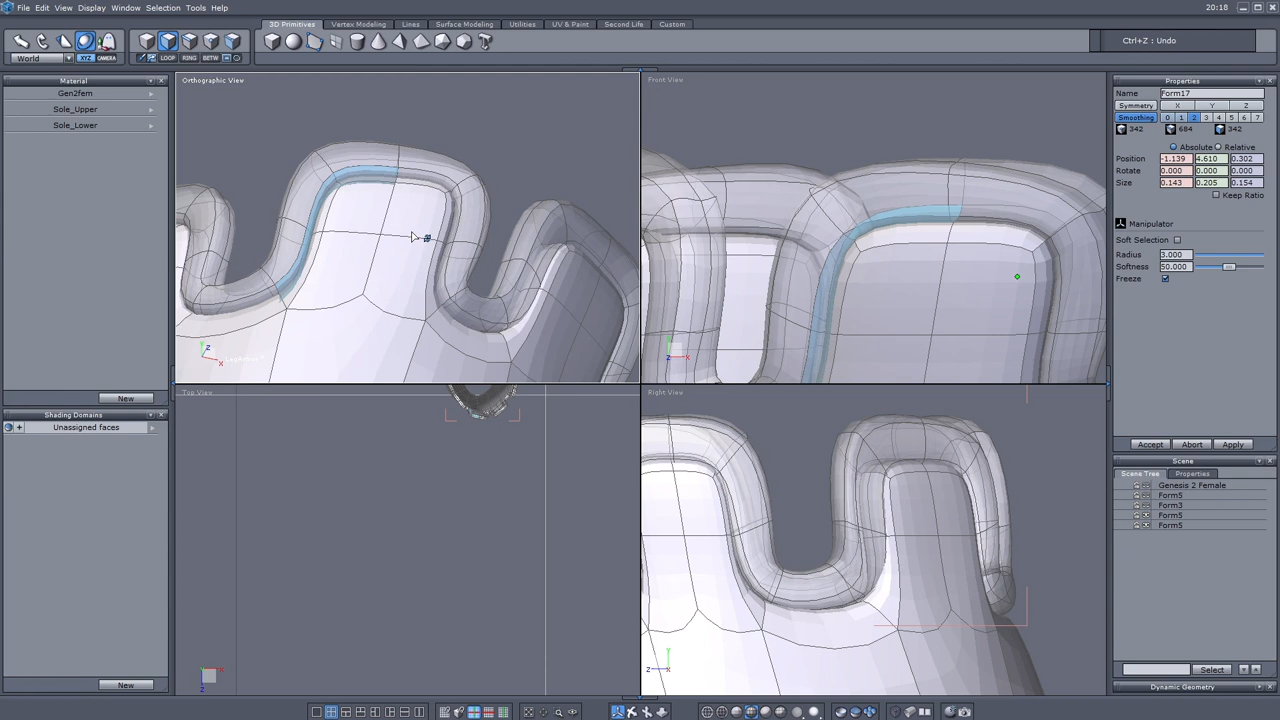 File Edit View Display Window Selection Tools Help
20:18
3D Primitives Vertex Modeling Lines Surface Modeling Utilities UV & Paint Second Life Custom
Ctrl+Z : Undo
World XYZ CAMERA LOOP RING BETW
Material
Gen2fem
Sole_Upper
Sole_Lower
New
Shading Domains
Unassigned faces
New
Orthographic View
Z
X
Front View
Z X
Top View
X
Z
Right View
Y
Z
Properties
Name Form17
Symmetry X Y Z
Smoothing 0 1 2 3 4 5 6 7
342 684 342
Absolute Relative
Position -1.139 4.610 0.302
Rotate 0.000 0.000 0.000
Size 0.143 0.205 0.154
Keep Ratio
Manipulator
Soft Selection
Radius 3.000
Softness 50.000
Freeze
Accept Abort Apply
Scene
Scene Tree Properties
Genesis 2 Female
Form5
Form3
Form5
Form5
Select
Dynamic Geometry